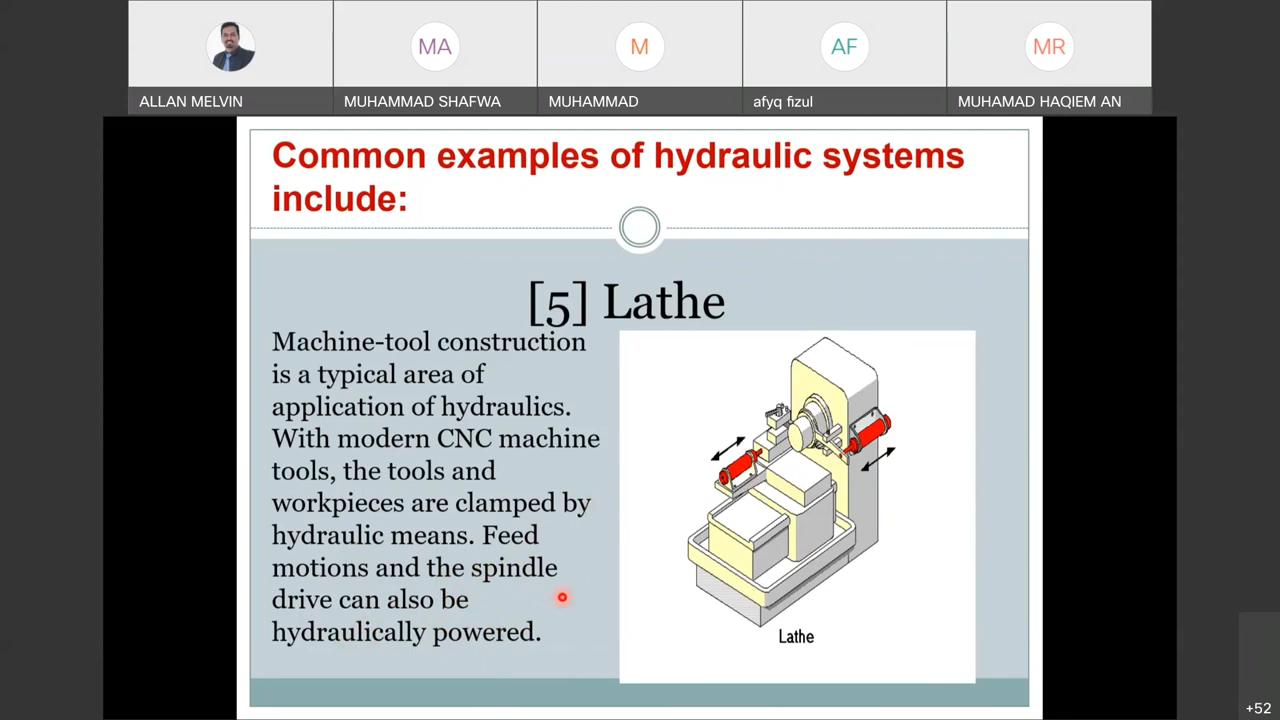 MA
M
AF
MR
ALLAN MELVIN
MUHAMMAD SHAFWA
MUHAMMAD
afyq fizul
MUHAMAD HAQIEM AN
Common examples of hydraulic systems
include:
[5] Lathe
Machine-tool construction
is a typical area of
application of hydraulics.
With modern CNC machine
tools, the tools and
workpieces are clamped by
hydraulic means. Feed
motions and the spindle
drive can also be
hydraulically powered.
Lathe
+52